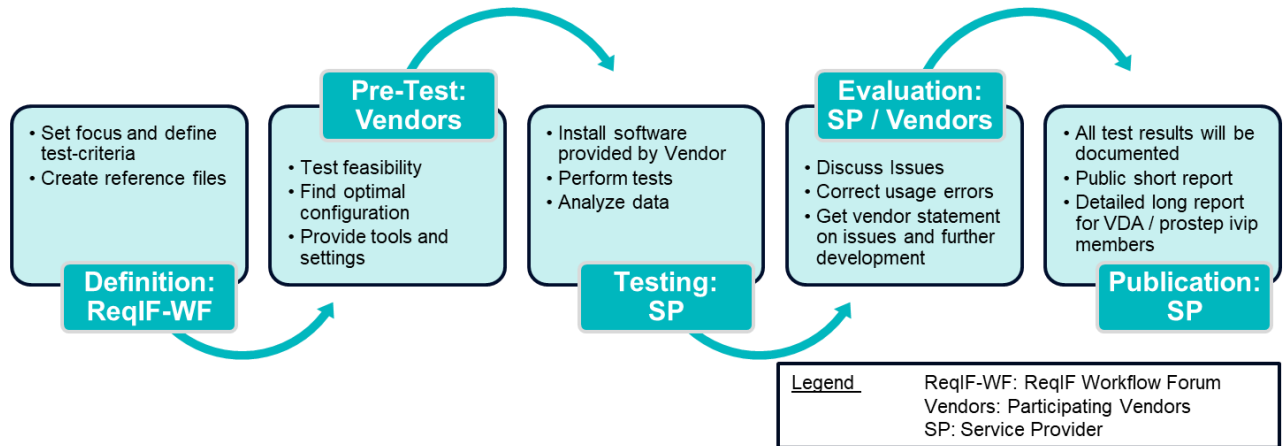 • Set focus and define
test-criteria
• Create reference files
Definition:
ReqIF-WF
Pre-Test:
Vendors
• Test feasibility
• Find optimal
configuration
• Provide tools and
settings
• Install software
provided by Vendor
• Perform tests
• Analyze data
Testing:
SP
Evaluation:
SP / Vendors
• Discuss Issues
• Correct usage errors
• Get vendor statement
on issues and further
development
• All test results will be
documented
• Public short report
• Detailed long report
for VDA / prostep ivip
members
Publication:
SP
Legend ReqIF-WF: ReqIF Workflow Forum
Vendors: Participating Vendors
SP: Service Provider